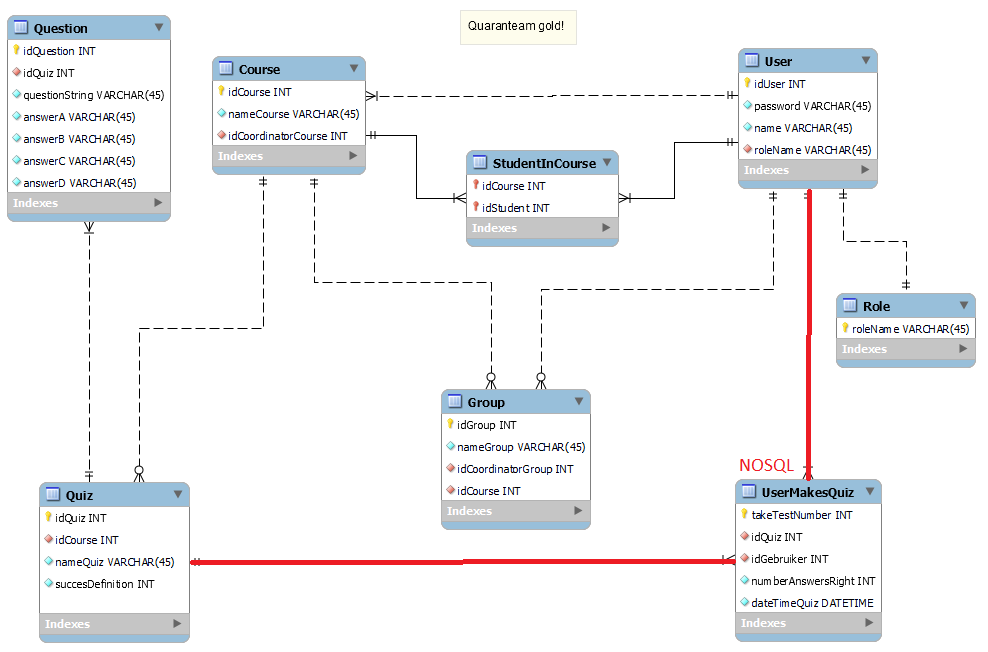 Quaranteam gold!
Question
idQuestion INT
idQuiz INT
questionString VARCHAR(45)
answerA VARCHAR(45)
answerB VARCHAR(45)
answerC VARCHAR(45)
answerD VARCHAR(45)
Indexes
Course
idCourse INT
nameCourse VARCHAR(45)
idCoordinatorCourse INT
Indexes
User
idUser INT
password VARCHAR(45)
name VARCHAR(45)
roleName VARCHAR(45)
Indexes
StudentInCourse
idCourse INT
idStudent INT
Indexes
Role
roleName VARCHAR(45)
Indexes
Group
idGroup INT
nameGroup VARCHAR(45)
idCoordinatorGroup INT
idCourse INT
Indexes
Quiz
idQuiz INT
idCourse INT
nameQuiz VARCHAR(45)
succesDefinition INT
Indexes
NOSQL
UserMakesQuiz
takeTestNumber INT
idQuiz INT
idGebruiker INT
numberAnswersRight INT
dateTimeQuiz DATETIME
Indexes